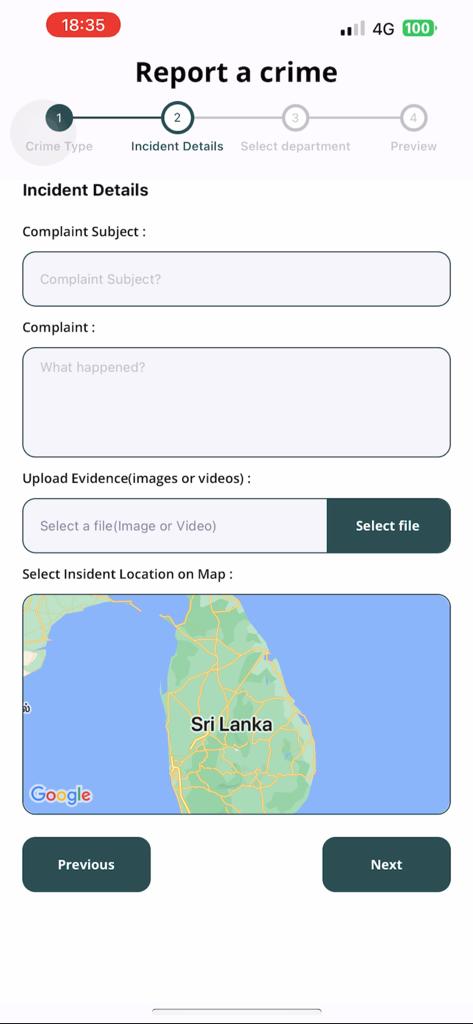 18:35 4G 100
Report a crime
1 2 3 4
Crime Type Incident Details Select department Preview
Incident Details
Complaint Subject :
Complaint Subject?
Complaint :
What happened?
Upload Evidence(images or videos) :
Select a file(Image or Video) Select file
Select Insident Location on Map :
Sri Lanka
Google
Previous Next